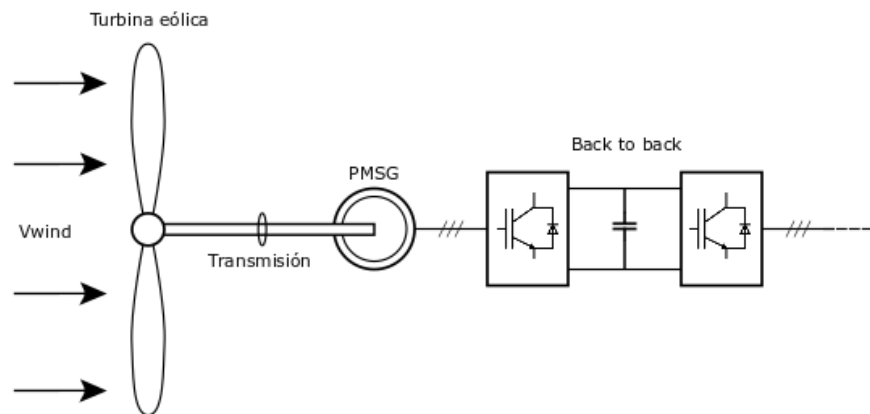 Turbina eólica
Back to back
PMSG
Vwind
Transmisión